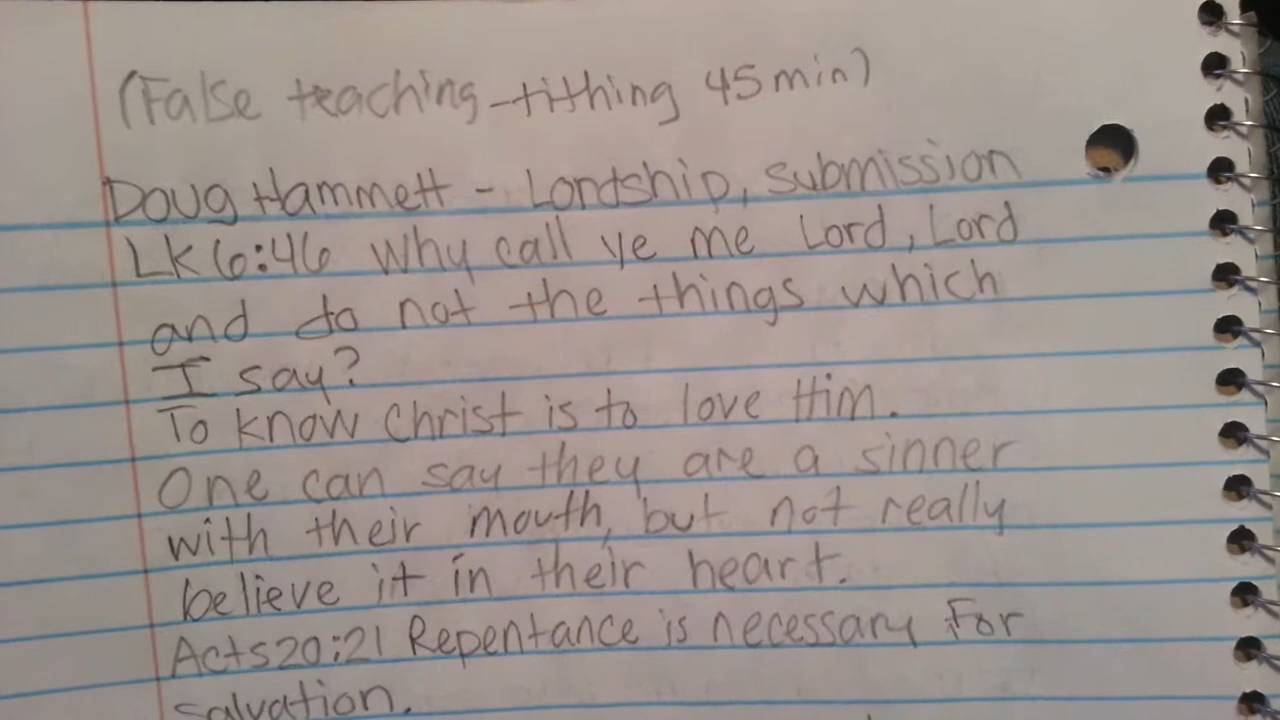 (False teaching - tithing 45 min)
Doug Hammett - Lordship, submission
LK 6:46 Why call ye me Lord, Lord
and do not the things which
I say?
To know Christ is to love Him.
One can say they are a sinner
with their mouth, but not really
believe it in their heart.
Acts 20:21 Repentance is necessary For
salvation.